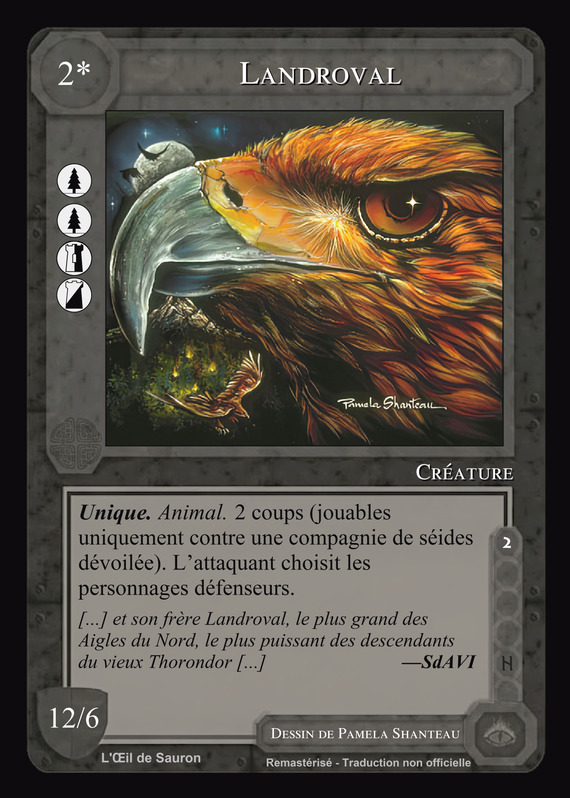 2*
LANDROVAL
Pamela Shanteau
CRÉATURE
Unique. Animal. 2 coups (jouables
uniquement contre une compagnie de séides
dévoilée). L’attaquant choisit les
personnages défenseurs.
2
[...] et son frère Landroval, le plus grand des
Aigles du Nord, le plus puissant des descendants
du vieux Thorondor [...] —SdAVI
12/6
DESSIN DE PAMELA SHANTEAU
L'Œil de Sauron
Remastérisé - Traduction non officielle